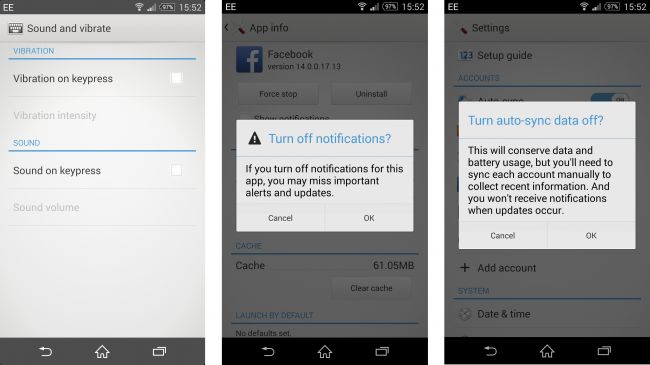 EE
97% 15:52
Sound and vibrate
VIBRATION
Vibration on keypress
Vibration intensity
SOUND
Sound on keypress
Sound volume
EE
97% 15:52
App info
Facebook
version 14.0.0.17.13
Force stop
Uninstall
Show notifications
Turn off notifications?
If you turn off notifications for this
app, you may miss important
alerts and updates.
Cancel
OK
CACHE
Cache
61.05MB
Clear cache
LAUNCH BY DEFAULT
No defaults set.
EE
97% 15:52
Settings
123
Setup guide
ACCOUNTS
Auto-sync
Turn auto-sync data off?
This will conserve data and
battery usage, but you'll need to
sync each account manually to
collect recent information. And
you won't receive notifications
when updates occur.
Cancel
OK
Add account
SYSTEM
Date & time